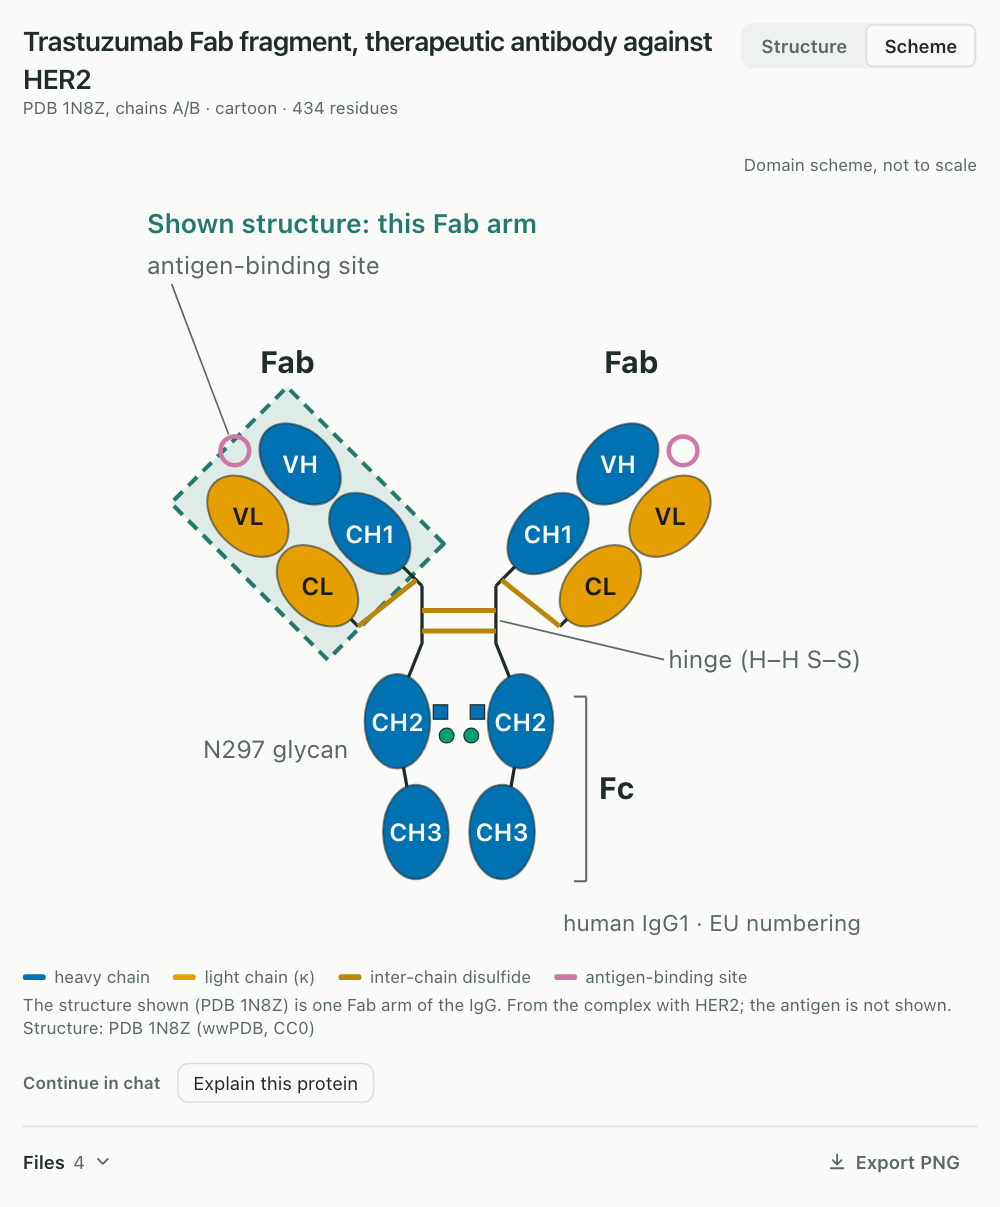 Trastuzumab Fab fragment, therapeutic antibody against
HER2
Structure
Scheme
PDB 1N8Z, chains A/B · cartoon · 434 residues
Domain scheme, not to scale
Shown structure: this Fab arm
antigen-binding site
Fab
Fab
VH
VH
VL
CH1
CH1
VL
CL
CL
hinge (H–H S–S)
CH2
CH2
N297 glycan
Fc
CH3
CH3
human IgG1 · EU numbering
heavy chain
light chain (κ)
inter-chain disulfide
antigen-binding site
The structure shown (PDB 1N8Z) is one Fab arm of the IgG. From the complex with HER2; the antigen is not shown.
Structure: PDB 1N8Z (wwPDB, CC0)
Continue in chat
Explain this protein
Files 4
Export PNG